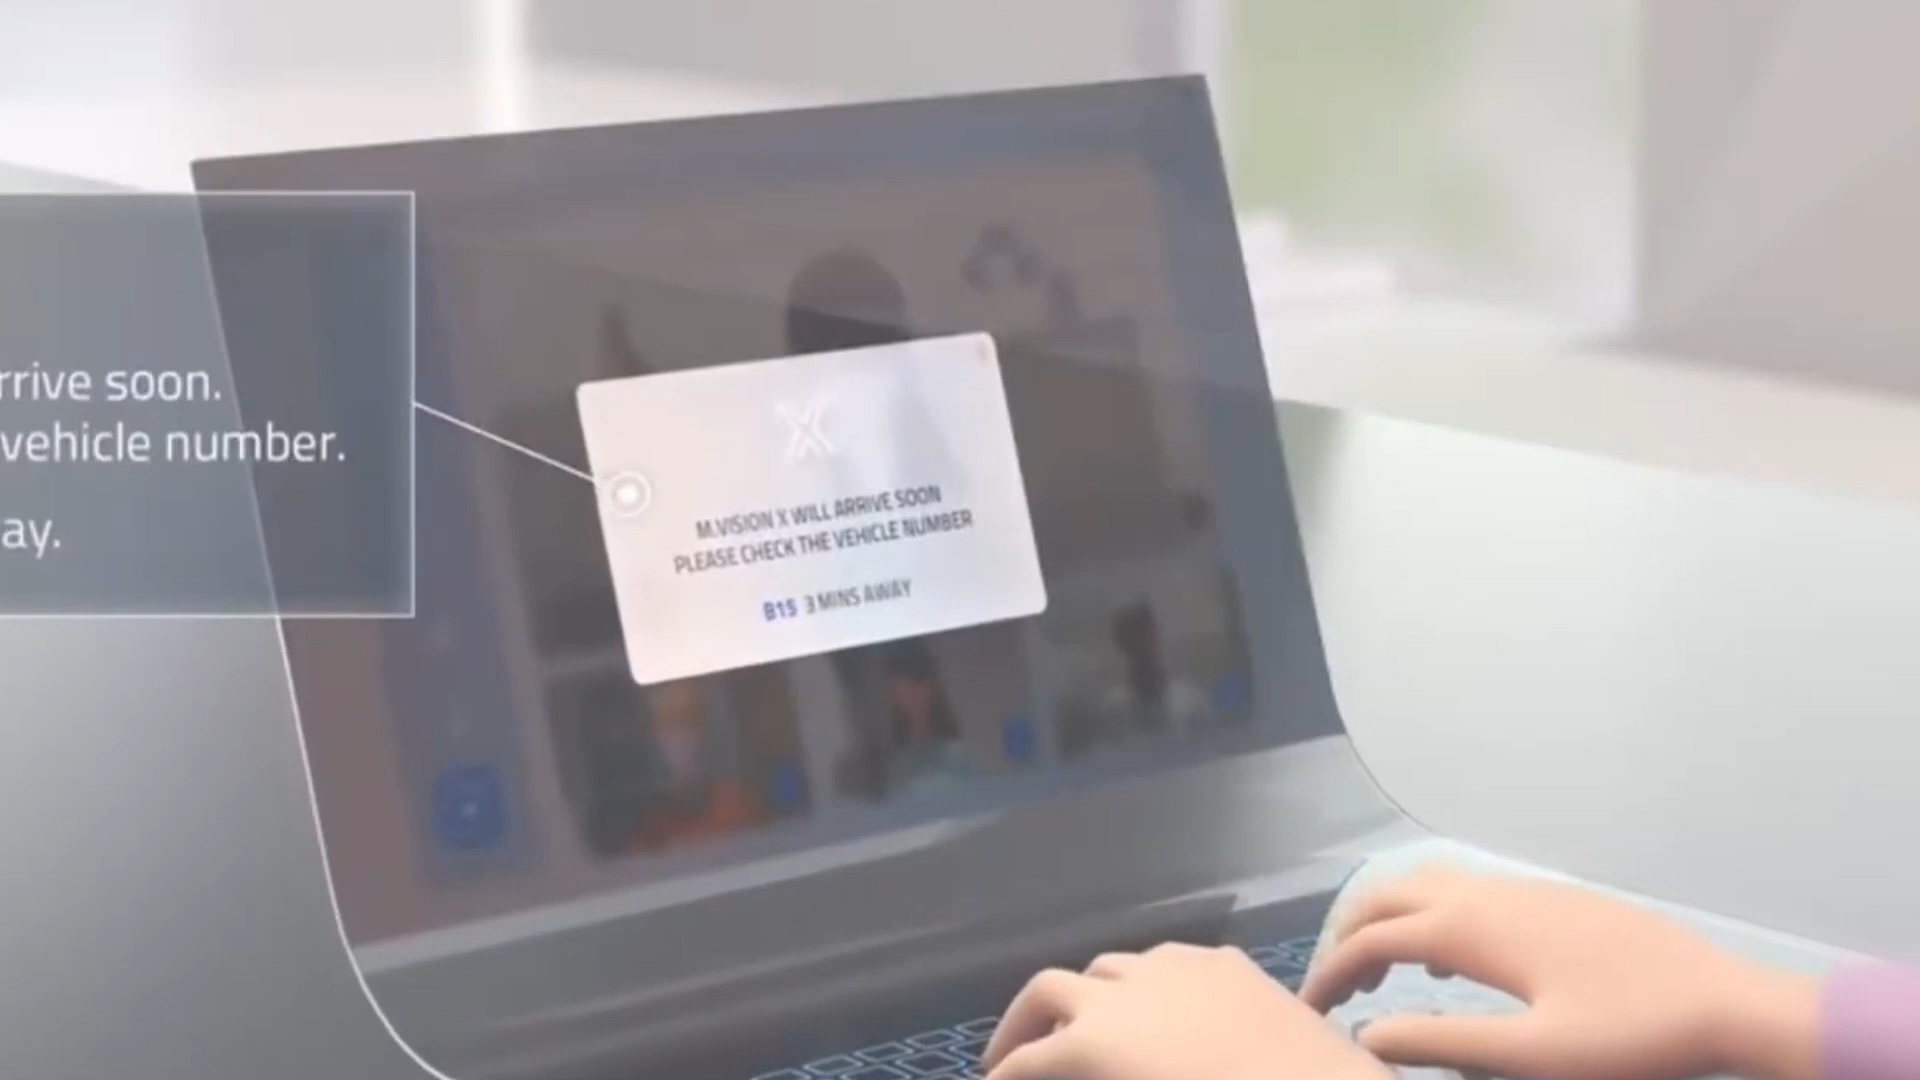 rrive soon.
vehicle number.
ay.
X
M.VISION X WILL ARRIVE SOON
PLEASE CHECK THE VEHICLE NUMBER
B15 3 MINS AWAY